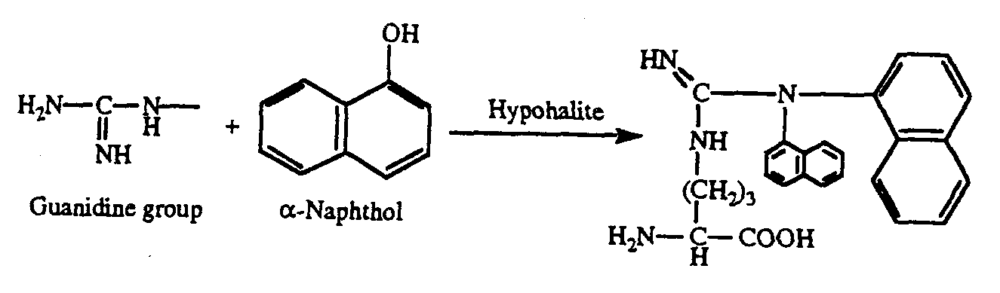 OH
H₂N—C—N—
H
NH
+
Hypohalite
Guanidine group
α-Naphthol
HN
C
N
NH
(CH₂)₃
H₂N—C—COOH
H